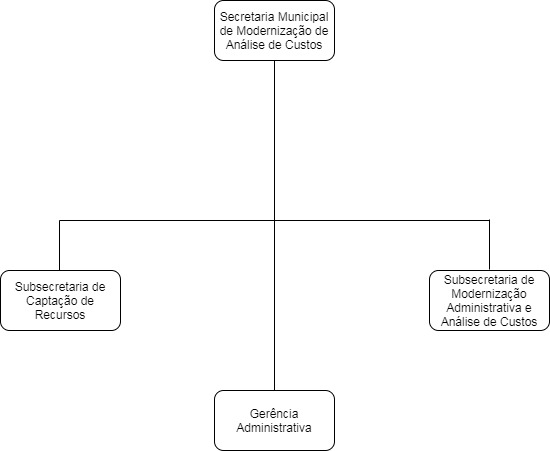 Secretaria Municipal
de Modernização de
Análise de Custos
Subsecretaria de
Captação de
Recursos
Subsecretaria de
Modernização
Administrativa e
Análise de Custos
Gerência
Administrativa